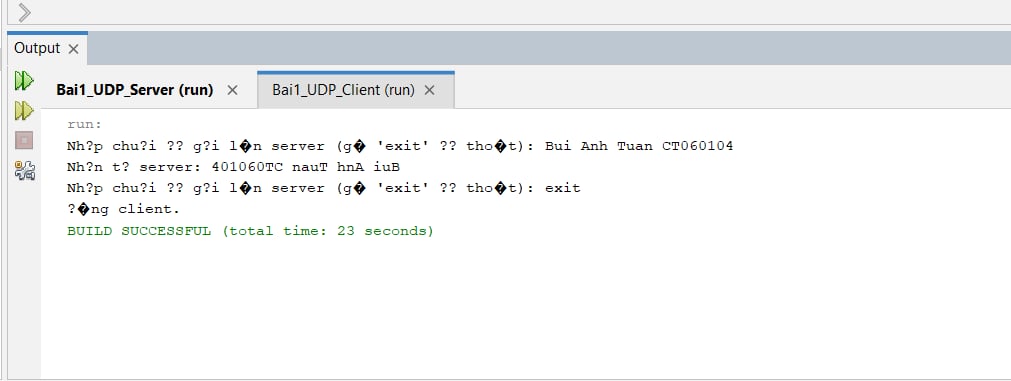 Output
Bai1_UDP_Server (run)
Bai1_UDP_Client (run)
run:
Nh?p chu?i ?? g?i l�n server (g� 'exit' ?? tho�t): Bui Anh Tuan CT060104
Nh?n t? server: 401060TC nauT hnA iuB
Nh?p chu?i ?? g?i l�n server (g� 'exit' ?? tho�t): exit
?�ng client.
BUILD SUCCESSFUL (total time: 23 seconds)